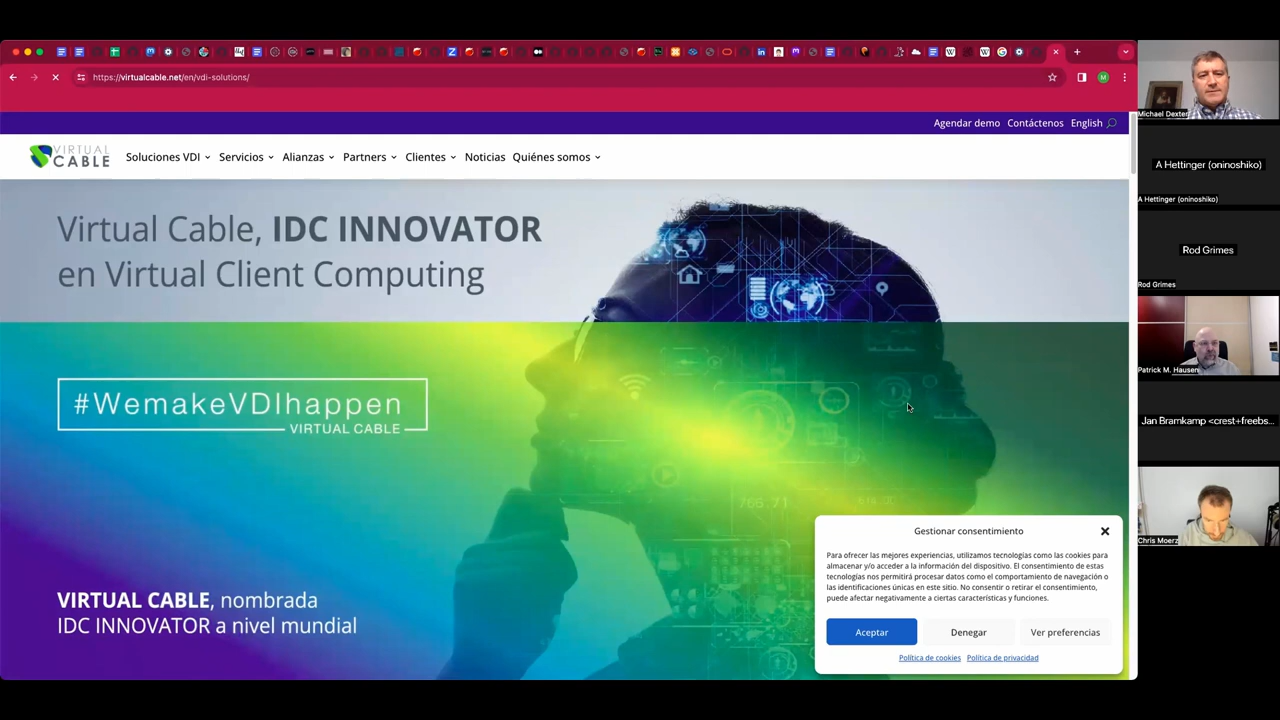 https://virtualcable.net/en/vdi-solutions/
Agendar demo Contáctenos English
VIRTUAL
CABLE
Soluciones VDI Servicios Alianzas Partners Clientes Noticias Quiénes somos
Virtual Cable, IDC INNOVATOR
en Virtual Client Computing
#WemakeVDIhappen
VIRTUAL CABLE
VIRTUAL CABLE, nombrada
IDC INNOVATOR a nivel mundial
Gestionar consentimiento
Para ofrecer las mejores experiencias, utilizamos tecnologías como las cookies para
almacenar y/o acceder a la información del dispositivo. El consentimiento de estas
tecnologías nos permitirá procesar datos como el comportamiento de navegación o
las identificaciones únicas en este sitio. No consentir o retirar el consentimiento,
puede afectar negativamente a ciertas características y funciones.
Aceptar
Denegar
Ver preferencias
Política de cookies Política de privacidad
Michael Dexter
A Hettinger (oninoshiko)
A Hettinger (oninoshiko)
Rod Grimes
Rod Grimes
Patrick M. Hausen
Jan Bramkamp <crest+freebs...
Chris Moerz